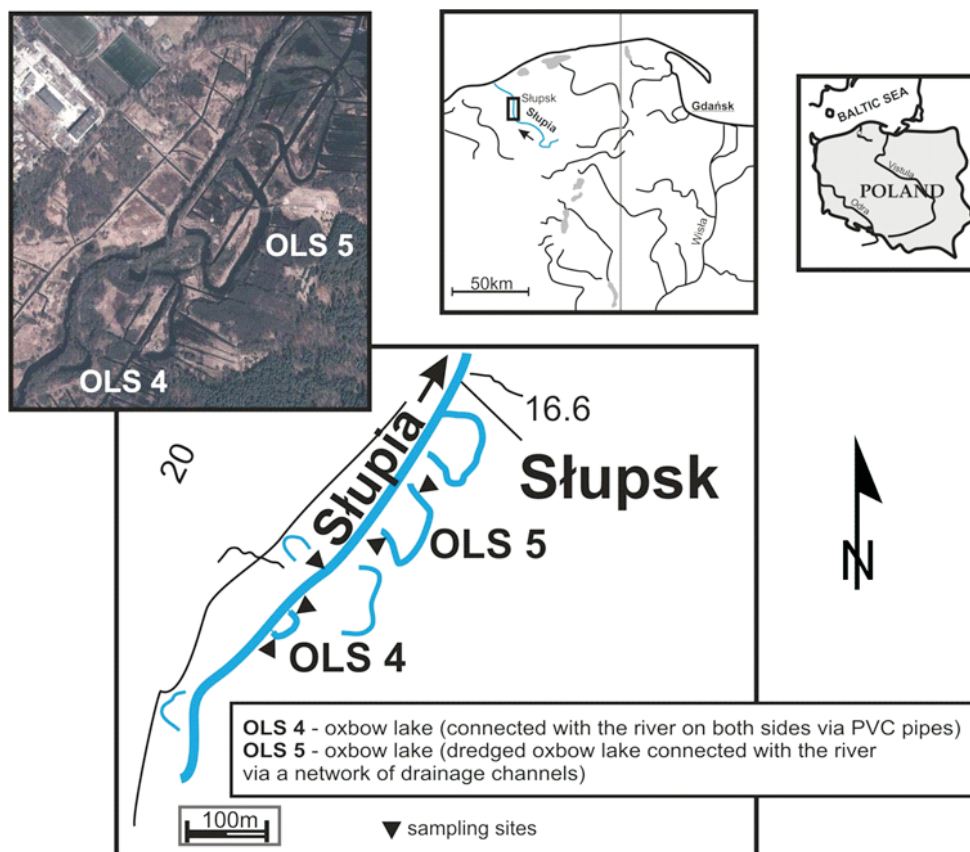 OLS 5
OLS 4
Słupsk
Słupia
Gdańsk
Wisła
50km
BALTIC SEA
Vistula
POLAND
Odra
16.6
20
Słupia
Słupsk
OLS 5
OLS 4
N
OLS 4 - oxbow lake (connected with the river on both sides via PVC pipes)
OLS 5 - oxbow lake (dredged oxbow lake connected with the river
via a network of drainage channels)
100m
sampling sites